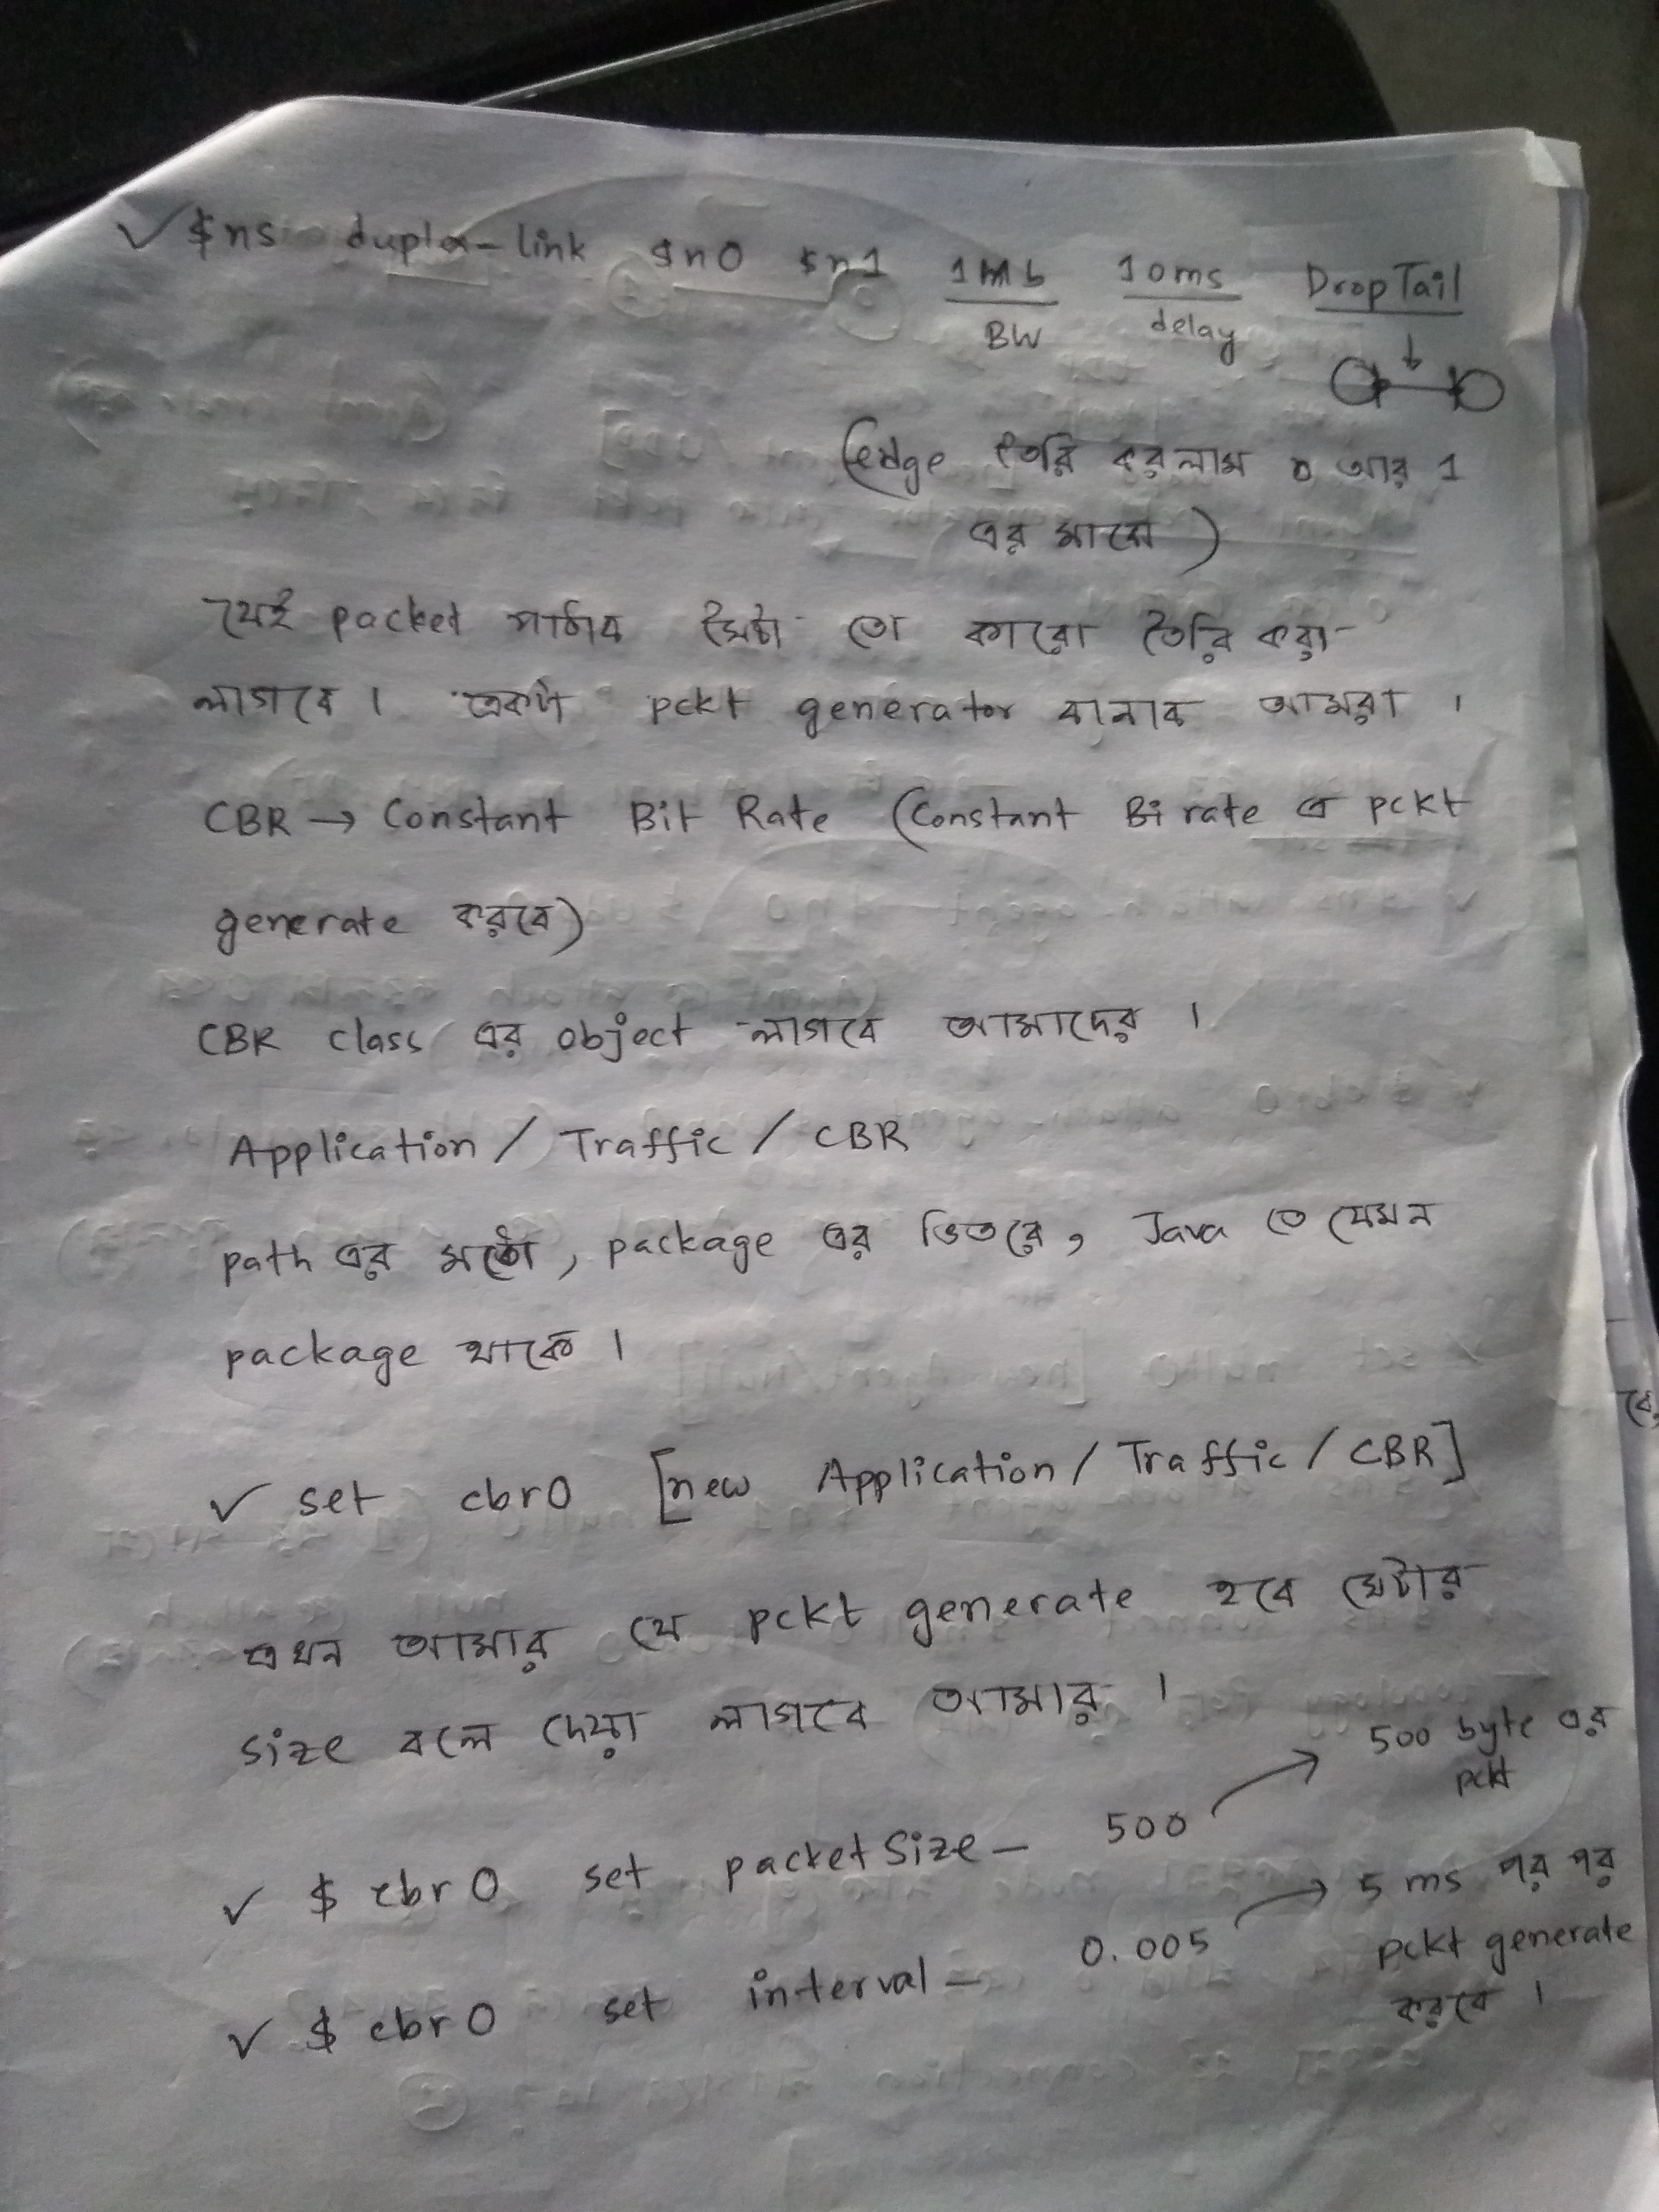 ✓ $ns duplex-link $n0 $n1 1Mb 10ms DropTail
BW delay
(edge তৈরি করলাম 0 আর 1
এর মাঝে)
যেই packet পাঠাব সেটা তো কারো তৈরি করা
লাগবে। একটা pckt generator বানাব আমরা।
CBR → Constant Bit Rate (Constant Bi rate এ pckt
generate করবে)
CBR class এর object লাগবে আমাদের।
Application / Traffic / CBR
path এর মতো, package এর ভিতরে, Java তে যেমন
package থাকে।
✓ set cbr0 [new Application / Traffic / CBR]
এখন আমার যে pckt generate হবে সেটার
size বলে দেয়া লাগবে আমার।
✓ $cbr0 set packetSize_ 500 → 500 byte এর
pckt
✓ $cbr0 set interval_ 0.005 → 5 ms পর পর
pckt generate
করবে।